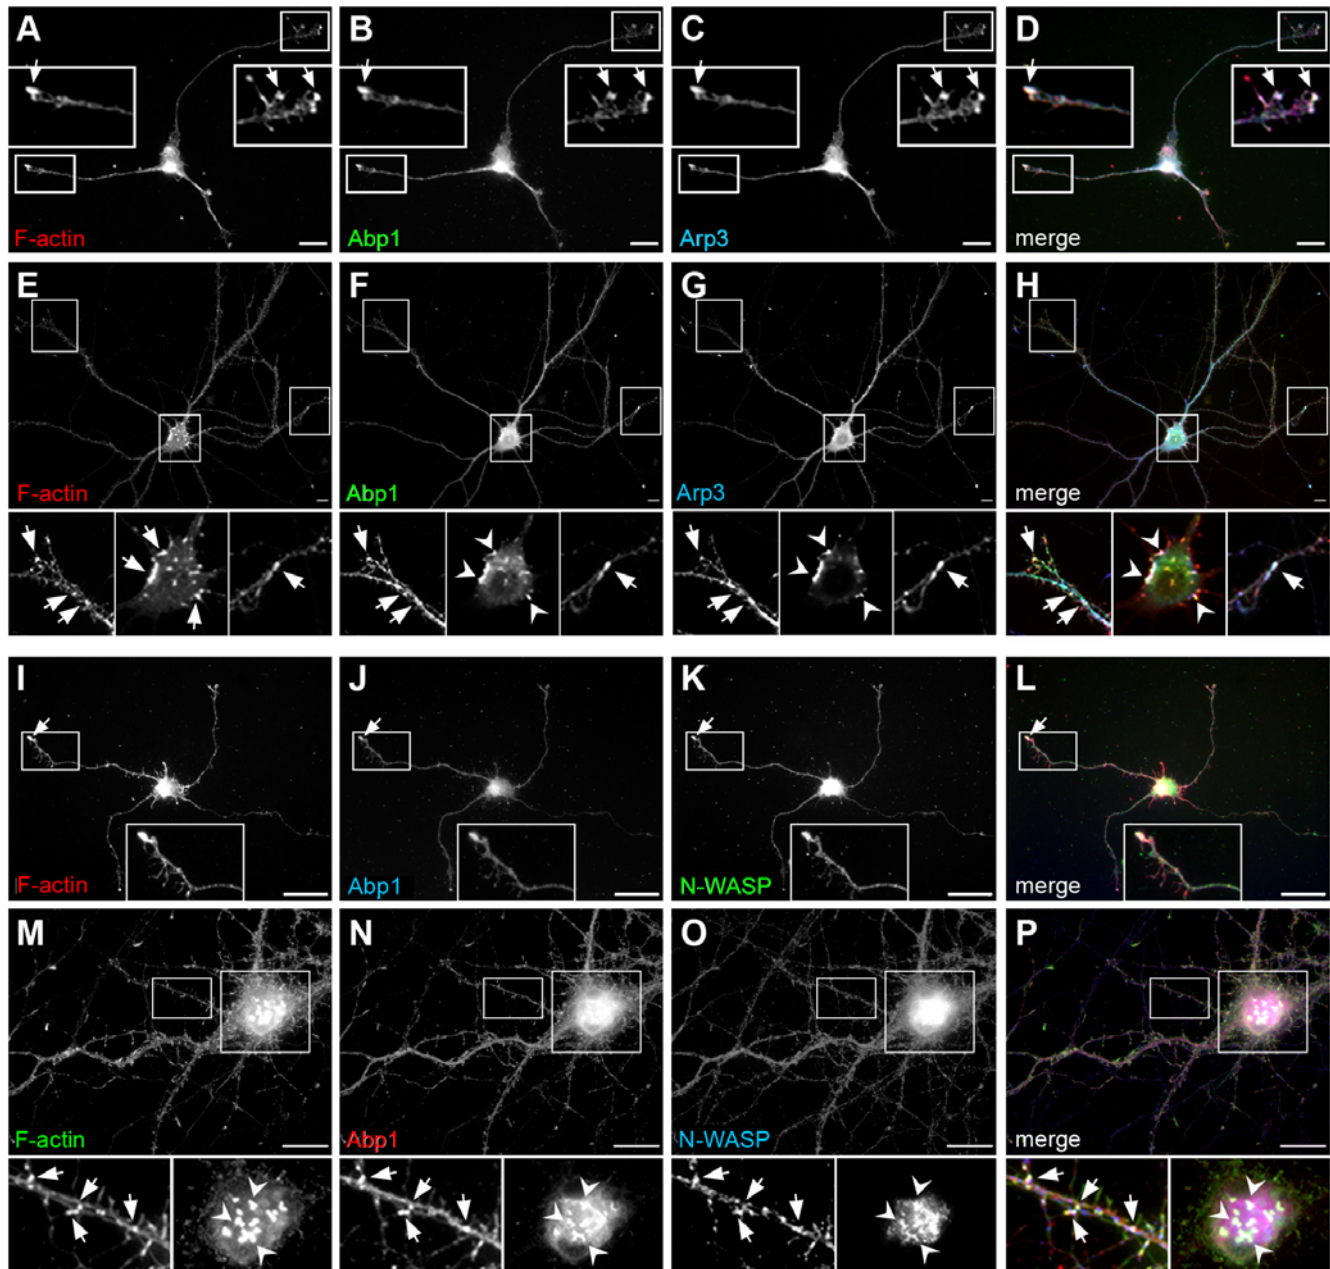 A B C D
F-actin Abp1 Arp3 merge
E F G H
F-actin Abp1 Arp3 merge
I J K L
F-actin Abp1 N-WASP merge
M N O P
F-actin Abp1 N-WASP merge